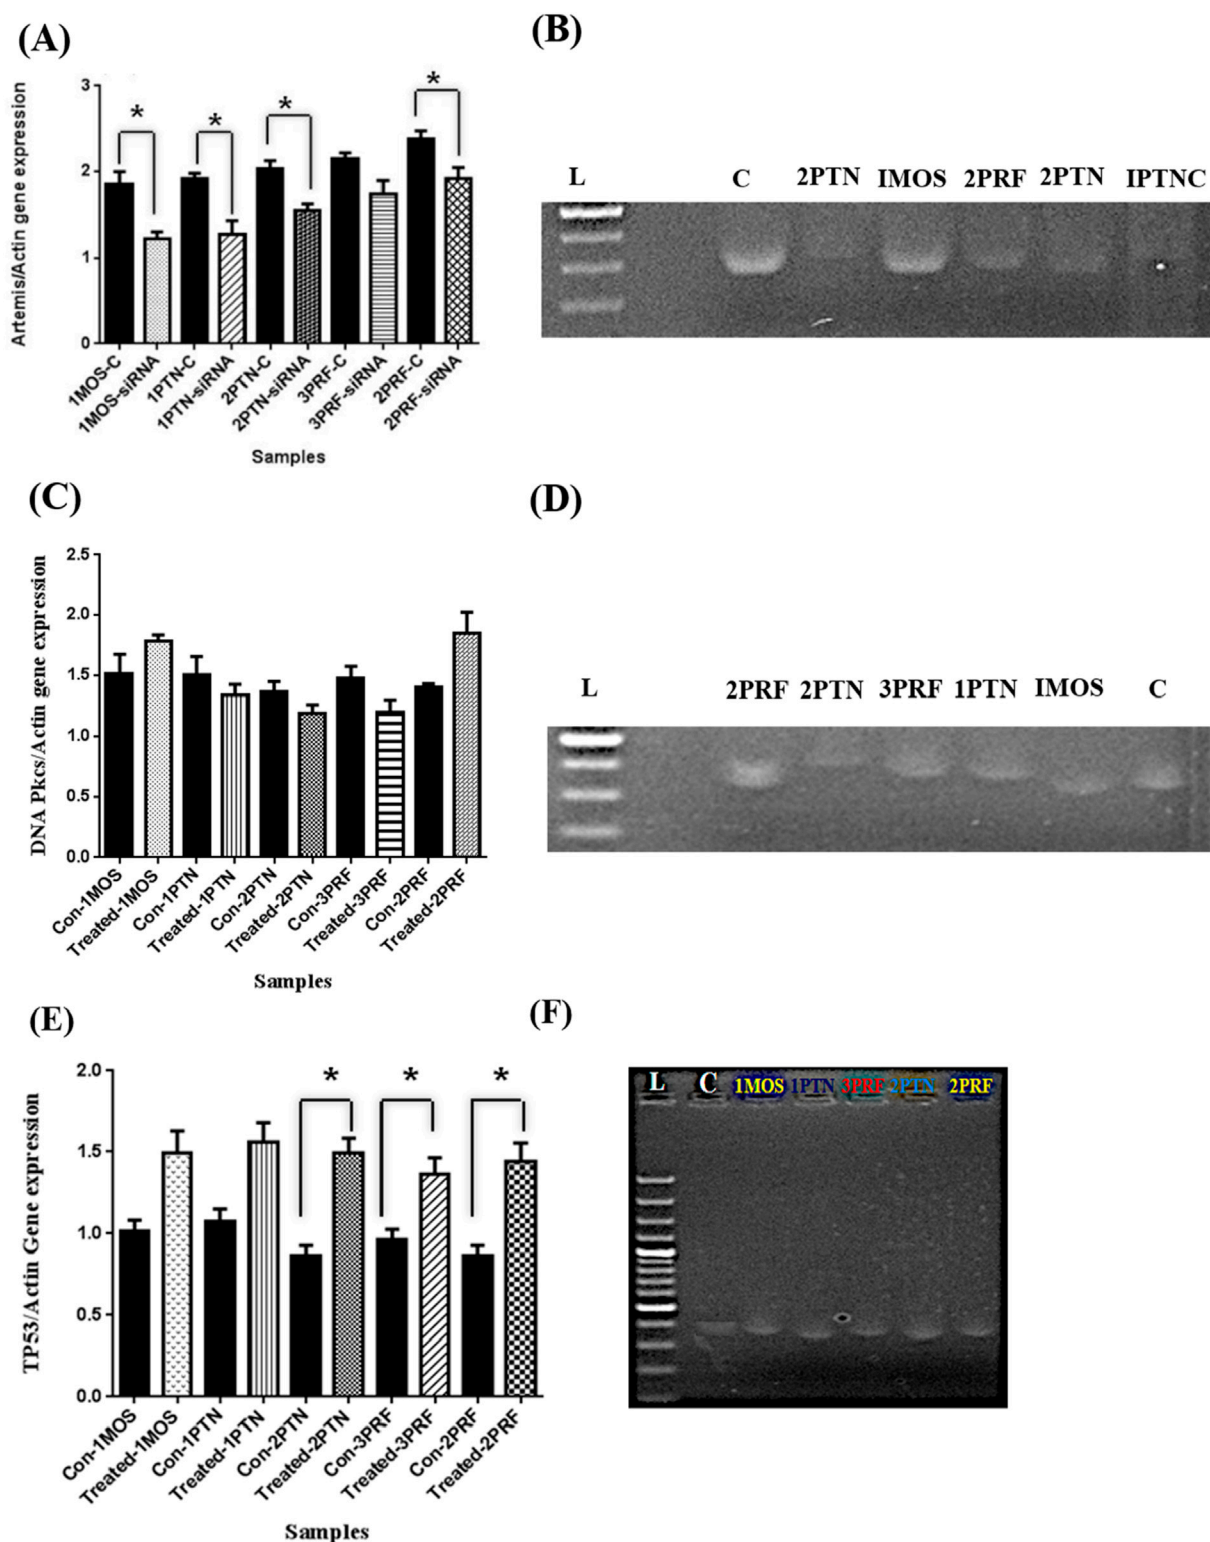 (A)
Artemis/Actin gene expression
3
2
1
0
* * * *
1MOS-C
1MOS-siRNA
1PTN-C
1PTN-siRNA
2PTN-C
2PTN-siRNA
3PRF-C
3PRF-siRNA
2PRF-C
2PRF-siRNA
Samples
(B)
L C 2PTN IMOS 2PRF 2PTN IPTNC
(C)
DNA Pkcs/Actin gene expression
2.5
2.0
1.5
1.0
0.5
0.0
Con-1MOS
Treated-1MOS
Con-1PTN
Treated-1PTN
Con-2PTN
Treated-2PTN
Con-3PRF
Treated-3PRF
Con-2PRF
Treated-2PRF
Samples
(D)
L 2PRF 2PTN 3PRF 1PTN IMOS C
(E)
TP53/Actin Gene expression
2.0
1.5
1.0
0.5
0.0
* * *
Con-1MOS
Treated-1MOS
Con-1PTN
Treated-1PTN
Con-2PTN
Treated-2PTN
Con-3PRF
Treated-3PRF
Con-2PRF
Treated-2PRF
Samples
(F)
L C 1MOS 1PTN 3PRF 2PTN 2PRF